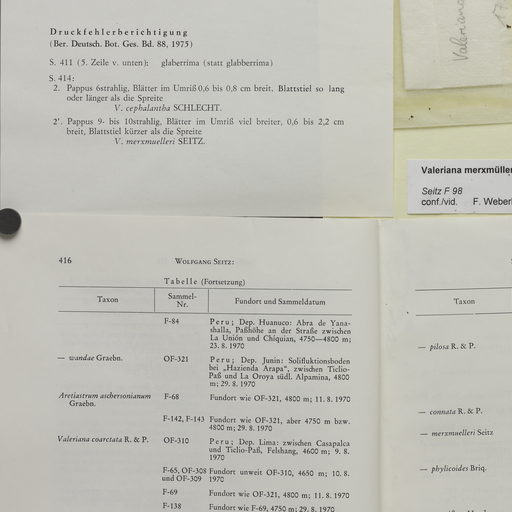 Druckfehlerberichtigung
(Ber. Deutsch. Bot. Ges. Bd. 88, 1975)
S. 411 (5. Zeile v. unten): glaberrima (statt glabberrima)
S. 414:
2. Pappus 6strahlig, Blätter im Umriß 0,6 bis 0,8 cm breit. Blattstiel so lang
oder länger als die Spreite
V. cephalantha SCHLECHT.
2'. Pappus 9- bis 10strahlig, Blätter im Umriß viel breiter, 0,6 bis 2,2 cm
breit, Blattstiel kürzer als die Spreite
V. merxmuelleri SEITZ.
Valeriana
Valeriana merxmüller
Seitz F 98
conf./vid. F. Weber
416 Wolfgang Seitz:
Tabelle (Fortsetzung)
Taxon Sammel-Nr. Fundort und Sammeldatum
F-84 Peru; Dep. Huanuco: Abra de Yana-
shalla, Paßhöhe an der Straße zwischen
La Unión und Chiquian, 4750—4800 m;
23. 8. 1970
— wandae Graebn. OF-321 Peru; Dep. Junin: Solifluktionsboden
bei „Hazienda Arapa“, zwischen Ticlio-
Paß und La Oroya südl. Alpamina, 4800
m; 29. 8. 1970
Aretiastrum aschersonianum F-68 Fundort wie OF-321, 4800 m; 11. 8. 1970
Graebn.
F-142, F-143 Fundort wie OF-321, aber 4750 m bzw.
4800 m; 29. 8. 1970
Valeriana coarctata R. & P. OF-310 Peru; Dep. Lima: zwischen Casapalca
und Ticlio-Paß, Felshang, 4600 m; 9. 8.
1970
F-65, OF-308 Fundort unweit OF-310, 4650 m; 10. 8.
und OF-309 1970
F-69 Fundort wie OF-321, 4800 m; 11. 8. 1970
F-138 Fundort wie F-69, 4750 m; 29. 8. 1970
Taxon
— pilosa R. & P.
— connata R. & P.
— merxmuelleri Seitz
— phylicoides Briq.